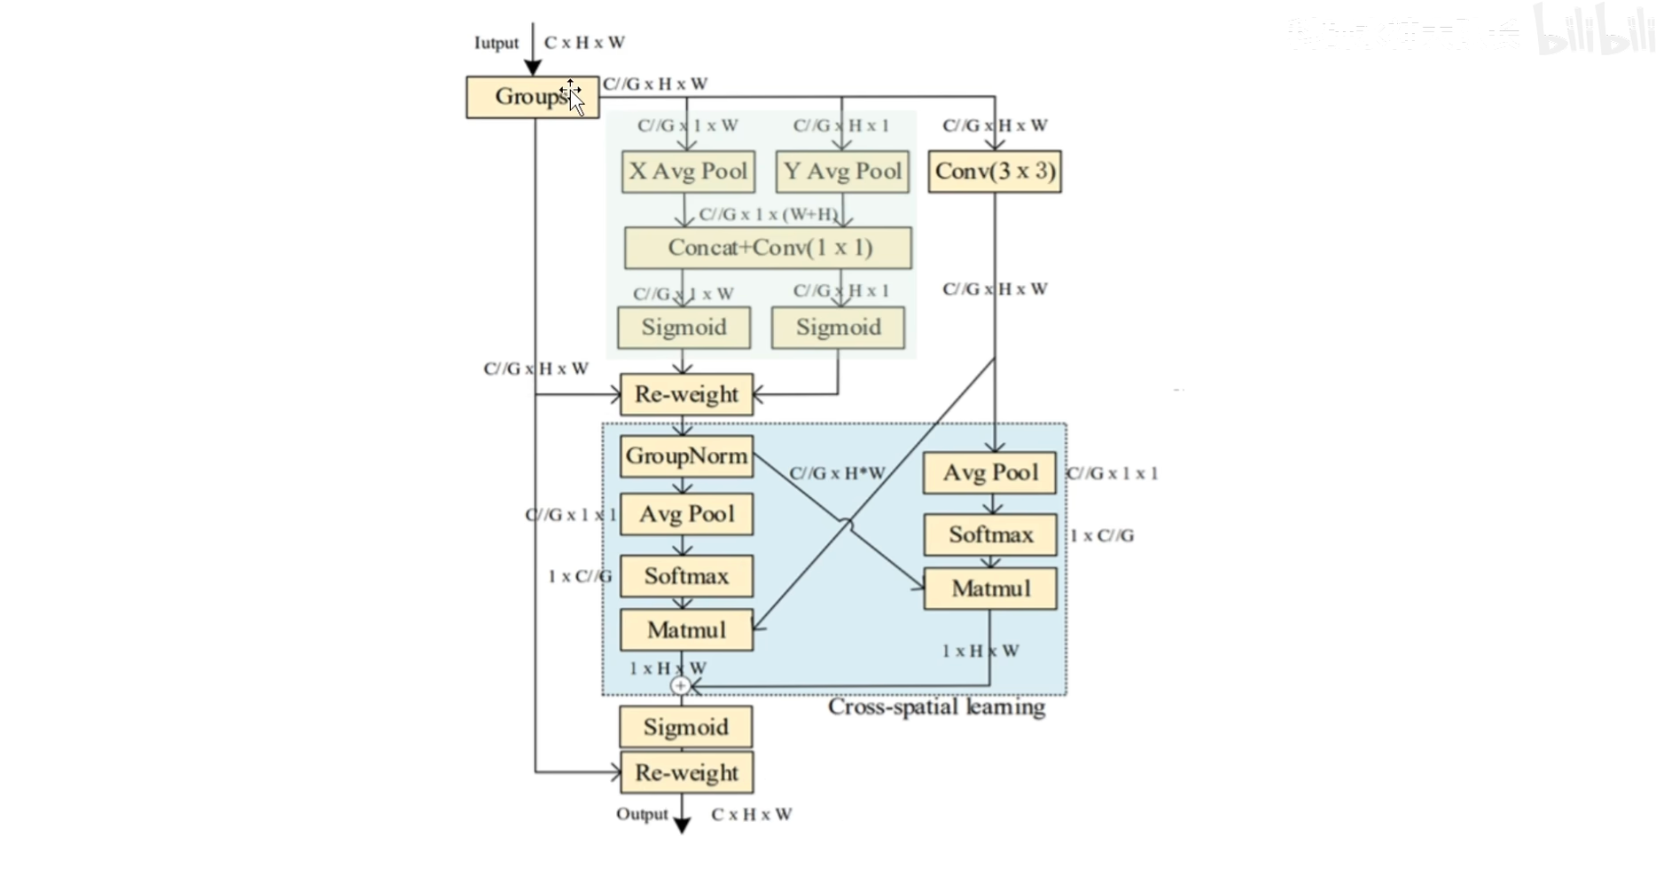 bilibili
Iutput C x H x W
Groups C//G x H x W
C//G x 1 x W C//G x H x 1 C//G x H x W
X Avg Pool Y Avg Pool Conv(3 x 3)
C//G x 1 x (W+H)
Concat+Conv(1 x 1)
C//G x 1 x W C//G x H x 1 C//G x H x W
Sigmoid Sigmoid
C//G x H x W
Re-weight
GroupNorm C//G x H*W Avg Pool C//G x 1 x 1
C//G x 1 x 1 Avg Pool Softmax 1 x C//G
1 x C//G Softmax Matmul
Matmul 1 x H x W
1 x H x W
+
Cross-spatial learning
Sigmoid
Re-weight
Output C x H x W